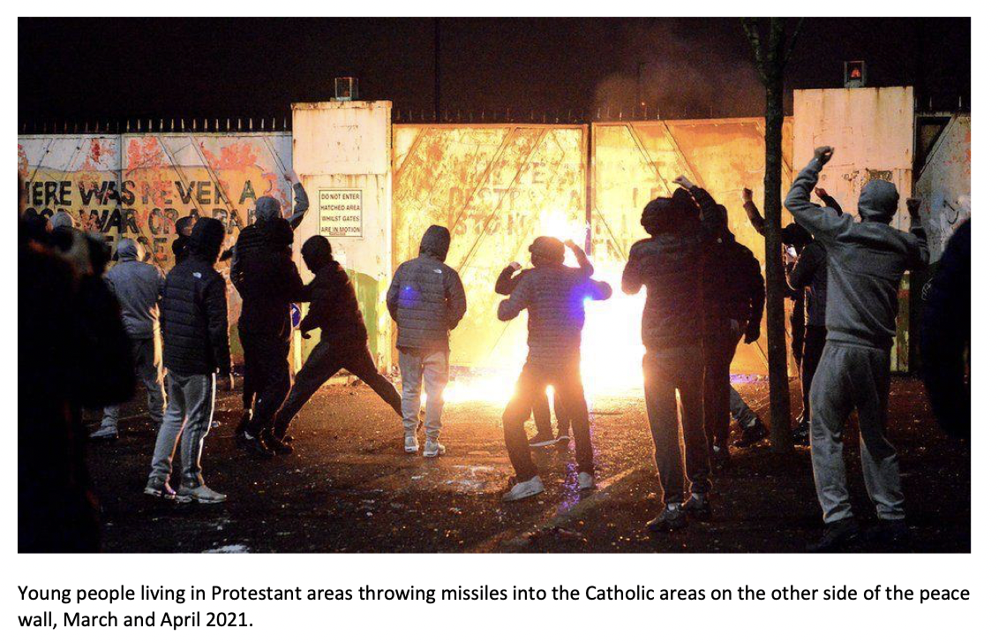 HERE WAS NEVER A
WAR OR A
DO NOT ENTER
HATCHED AREA
WHILST GATES
ARE IN MOTION
Young people living in Protestant areas throwing missiles into the Catholic areas on the other side of the peace
wall, March and April 2021.